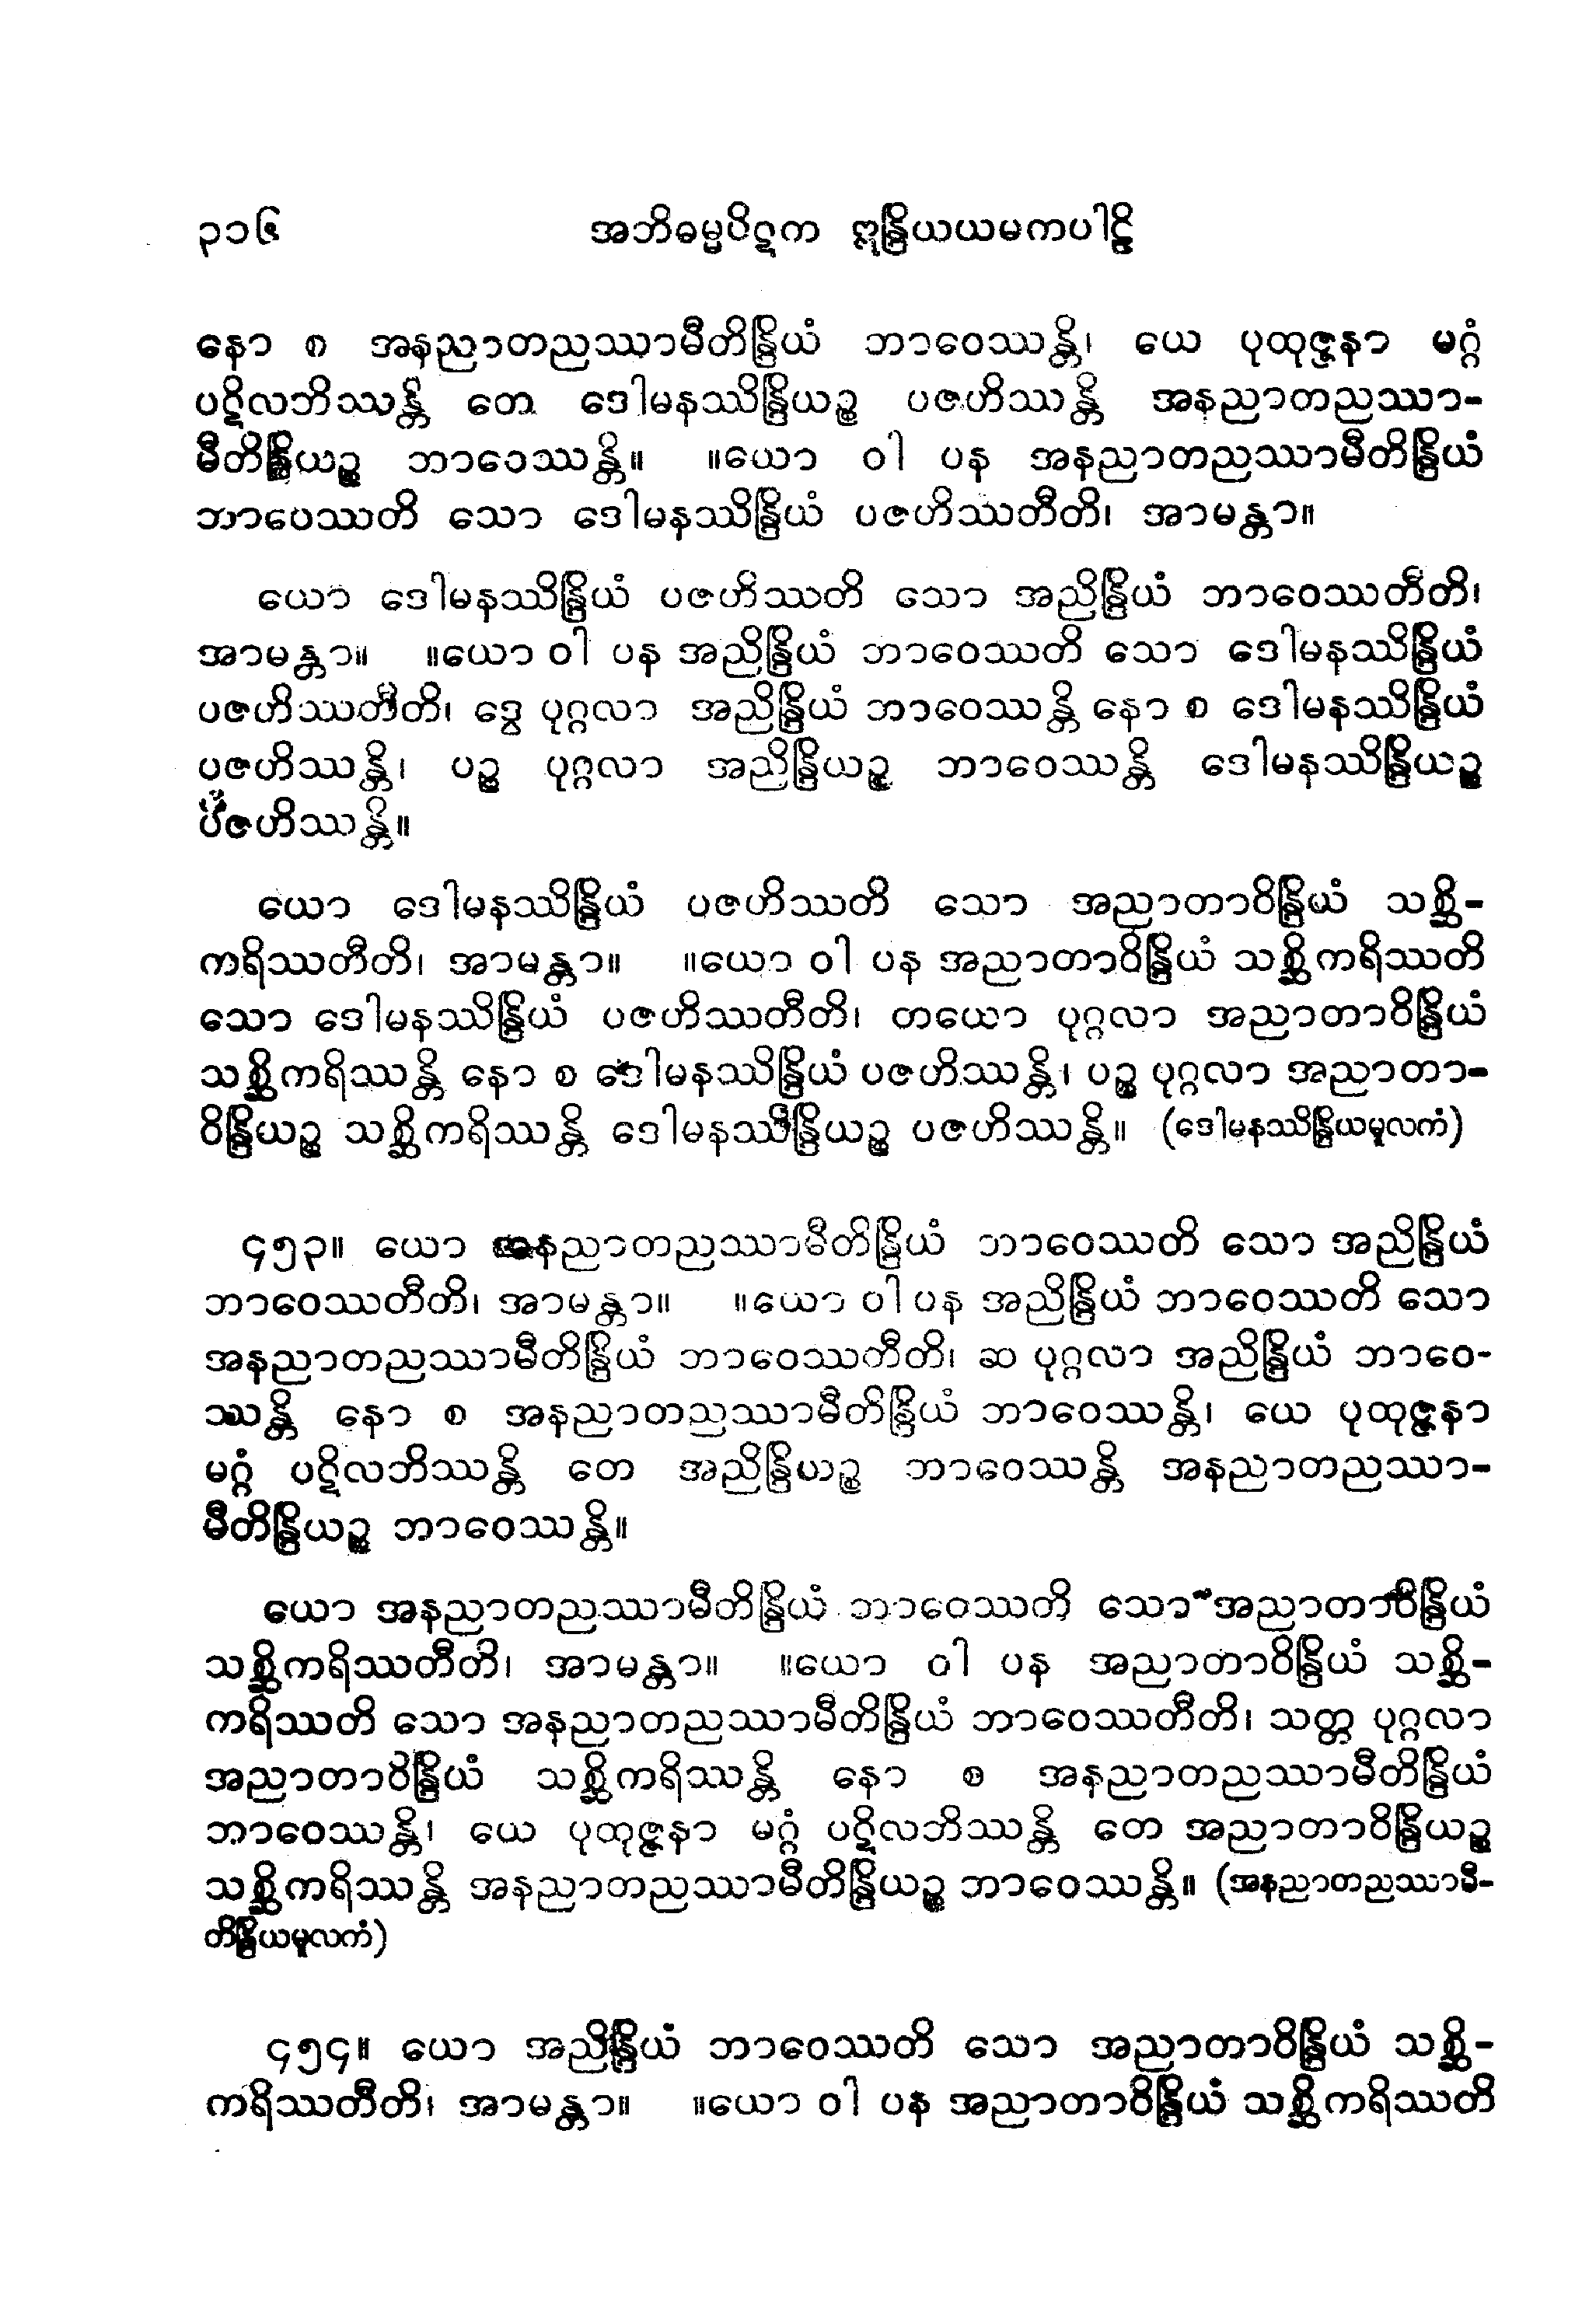 ၃၁၆ အဘိဓမ္မပိဋက ဣန္ဒြိယယမကပါဠိ
နော စ အနညာတညဿာမီတိန္ဒြိယံ ဘာဝေဿန္တိ၊ ယေ ပုထုဇ္ဇနာ မဂ္ဂံ
ပဋိလဘိဿန္တိ တေ ဒေါမနဿိန္ဒြိယဉ္စ ပဇဟိဿန္တိ အနညာတညဿာ-
မီတိန္ဒြိယဉ္စ ဘာဝေဿန္တိ။ ။ယော ဝါ ပန အနညာတညဿာမီတိန္ဒြိယံ
ဘာဝေဿတိ သော ဒေါမနဿိန္ဒြိယံ ပဇဟိဿတီတိ၊ အာမန္တာ။
ယော ဒေါမနဿိန္ဒြိယံ ပဇဟိဿတိ သော အညိန္ဒြိယံ ဘာဝေဿတီတိ၊
အာမန္တာ။ ။ယော ဝါ ပန အညိန္ဒြိယံ ဘာဝေဿတိ သော ဒေါမနဿိန္ဒြိယံ
ပဇဟိဿတီတိ၊ ဒွေ ပုဂ္ဂလာ အညိန္ဒြိယံ ဘာဝေဿန္တိ နော စ ဒေါမနဿိန္ဒြိယံ
ပဇဟိဿန္တိ၊ ပဉ္စ ပုဂ္ဂလာ အညိန္ဒြိယဉ္စ ဘာဝေဿန္တိ ဒေါမနဿိန္ဒြိယဉ္စ
ပဇဟိဿန္တိ။
ယော ဒေါမနဿိန္ဒြိယံ ပဇဟိဿတိ သော အညာတာဝိန္ဒြိယံ သစ္ဆိ-
ကရိဿတီတိ၊ အာမန္တာ။ ။ယော ဝါ ပန အညာတာဝိန္ဒြိယံ သစ္ဆိကရိဿတိ
သော ဒေါမနဿိန္ဒြိယံ ပဇဟိဿတီတိ၊ တယော ပုဂ္ဂလာ အညာတာဝိန္ဒြိယံ
သစ္ဆိကရိဿန္တိ နော စ ဒေါမနဿိန္ဒြိယံ ပဇဟိဿန္တိ၊ ပဉ္စ ပုဂ္ဂလာ အညာတာ-
ဝိန္ဒြိယဉ္စ သစ္ဆိကရိဿန္တိ ဒေါမနဿိန္ဒြိယဉ္စ ပဇဟိဿန္တိ။ (ဒေါမနဿိန္ဒြိယမူလကံ)
၄၅၃။ ယော အနညာတညဿာမီတိန္ဒြိယံ ဘာဝေဿတိ သော အညိန္ဒြိယံ
ဘာဝေဿတီတိ၊ အာမန္တာ။ ။ယော ဝါ ပန အညိန္ဒြိယံ ဘာဝေဿတိ သော
အနညာတညဿာမီတိန္ဒြိယံ ဘာဝေဿတီတိ၊ ဆ ပုဂ္ဂလာ အညိန္ဒြိယံ ဘာဝေ-
ဿန္တိ နော စ အနညာတညဿာမီတိန္ဒြိယံ ဘာဝေဿန္တိ၊ ယေ ပုထုဇ္ဇနာ
မဂ္ဂံ ပဋိလဘိဿန္တိ တေ အညိန္ဒြိယဉ္စ ဘာဝေဿန္တိ အနညာတညဿာ-
မီတိန္ဒြိယဉ္စ ဘာဝေဿန္တိ။
ယော အနညာတညဿာမီတိန္ဒြိယံ ဘာဝေဿတိ သော အညာတာဝိန္ဒြိယံ
သစ္ဆိကရိဿတီတိ၊ အာမန္တာ။ ။ယော ဝါ ပန အညာတာဝိန္ဒြိယံ သစ္ဆိ-
ကရိဿတိ သော အနညာတညဿာမီတိန္ဒြိယံ ဘာဝေဿတီတိ၊ သတ္တ ပုဂ္ဂလာ
အညာတာဝိန္ဒြိယံ သစ္ဆိကရိဿန္တိ နော စ အနညာတညဿာမီတိန္ဒြိယံ
ဘာဝေဿန္တိ၊ ယေ ပုထုဇ္ဇနာ မဂ္ဂံ ပဋိလဘိဿန္တိ တေ အညာတာဝိန္ဒြိယဉ္စ
သစ္ဆိကရိဿန္တိ အနညာတညဿာမီတိန္ဒြိယဉ္စ ဘာဝေဿန္တိ။ (အနညာတညဿာမီ-
တိန္ဒြိယမူလကံ)
၄၅၄။ ယော အညိန္ဒြိယံ ဘာဝေဿတိ သော အညာတာဝိန္ဒြိယံ သစ္ဆိ-
ကရိဿတီတိ၊ အာမန္တာ။ ။ယော ဝါ ပန အညာတာဝိန္ဒြိယံ သစ္ဆိကရိဿတိ